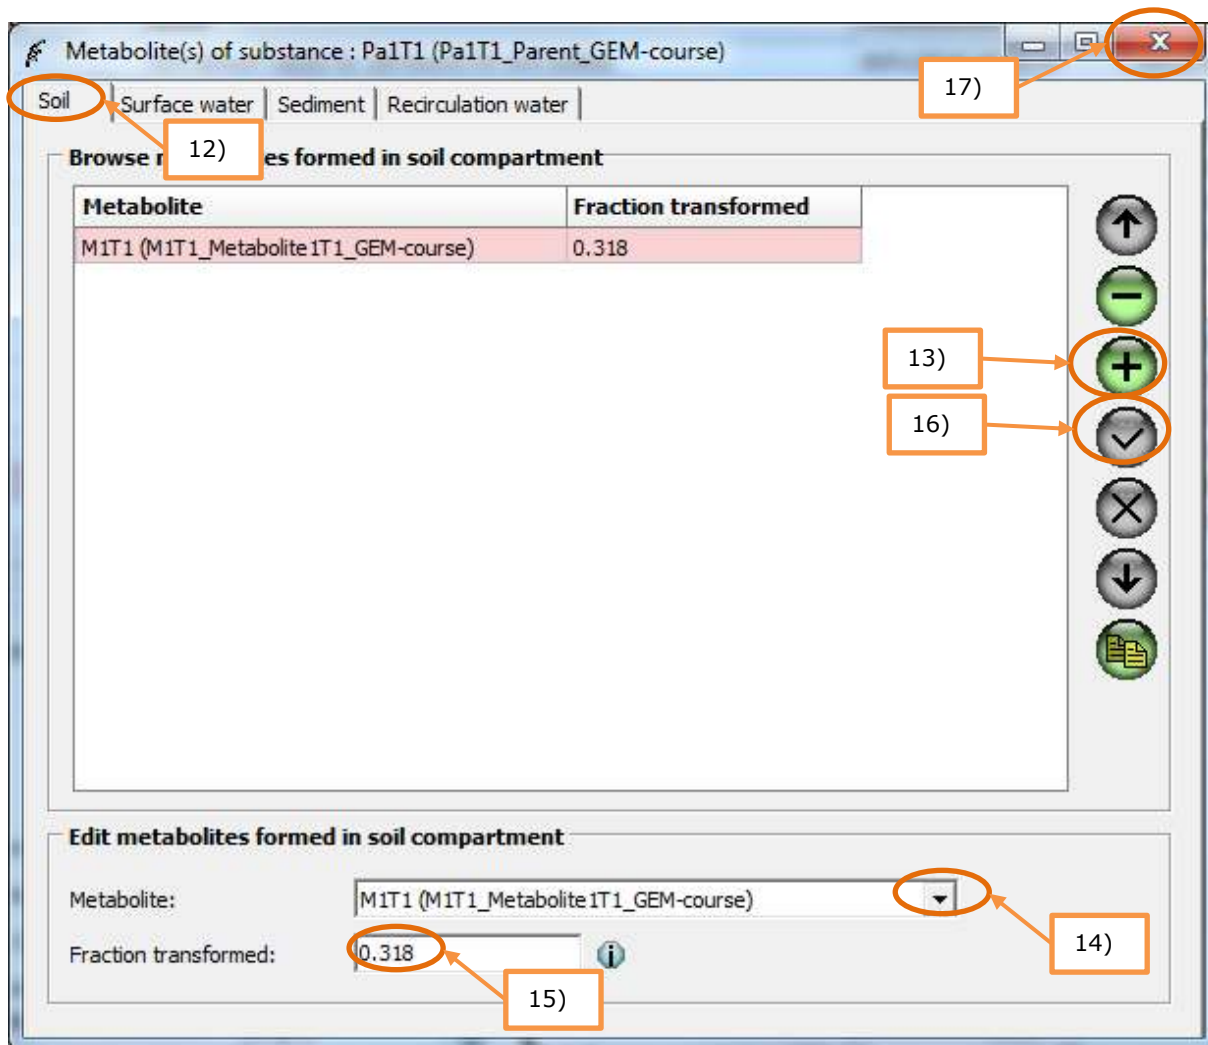 Metabolite(s) of substance : Pa1T1 (Pa1T1_Parent_GEM-course)
17)
Soil Surface water Sediment Recirculation water
12)
Browse m es formed in soil compartment
Metabolite Fraction transformed
M1T1 (M1T1_Metabolite1T1_GEM-course) 0.318
13)
16)
Edit metabolites formed in soil compartment
Metabolite: M1T1 (M1T1_Metabolite1T1_GEM-course)
14)
Fraction transformed: 0.318
15)